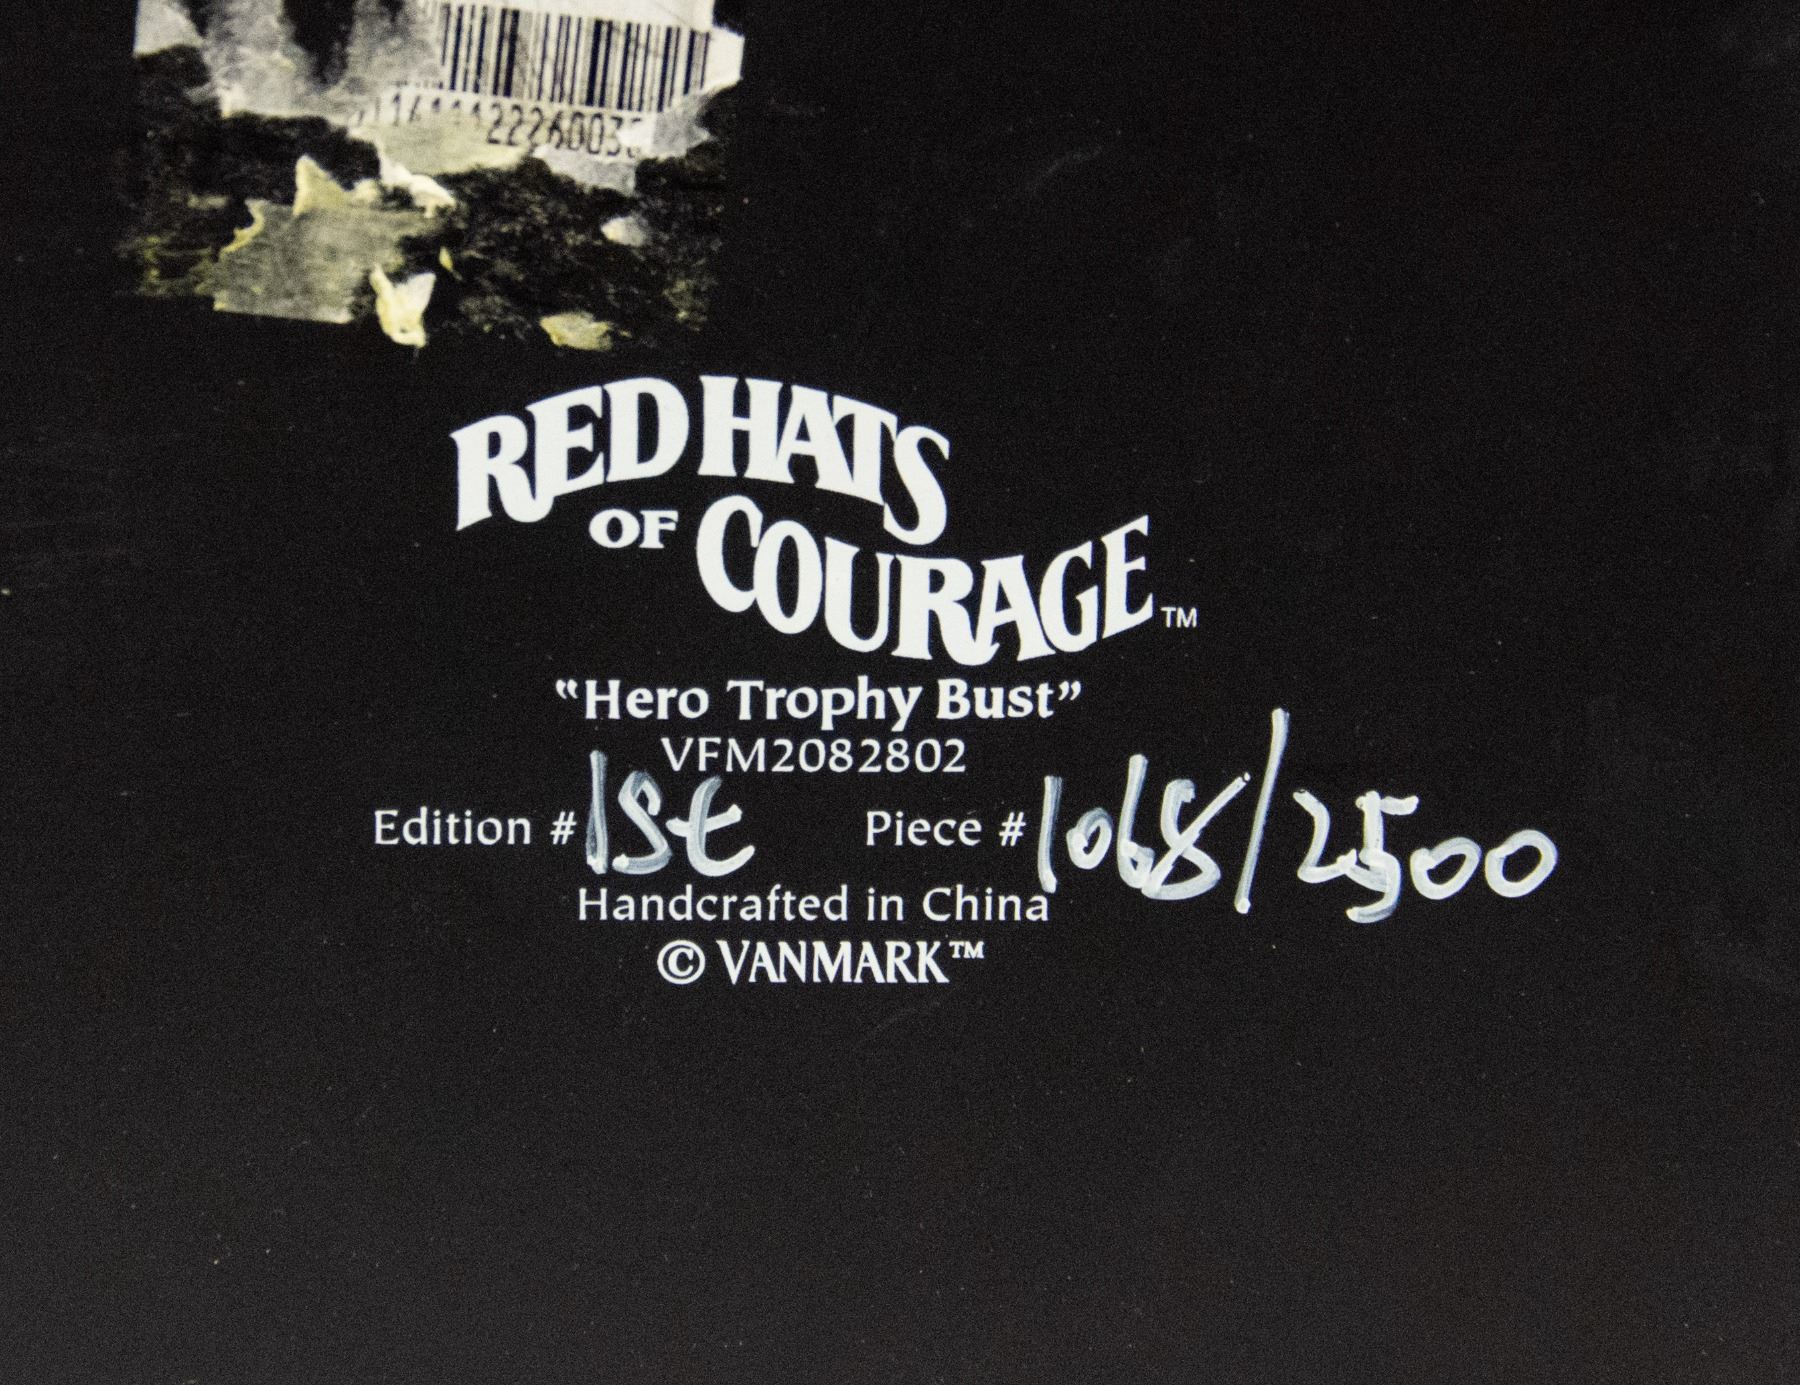 RED HATS
OF COURAGE™
"Hero Trophy Bust"
VFM2082802
Edition # 1st Piece # 1068/2500
Handcrafted in China
© VANMARK™